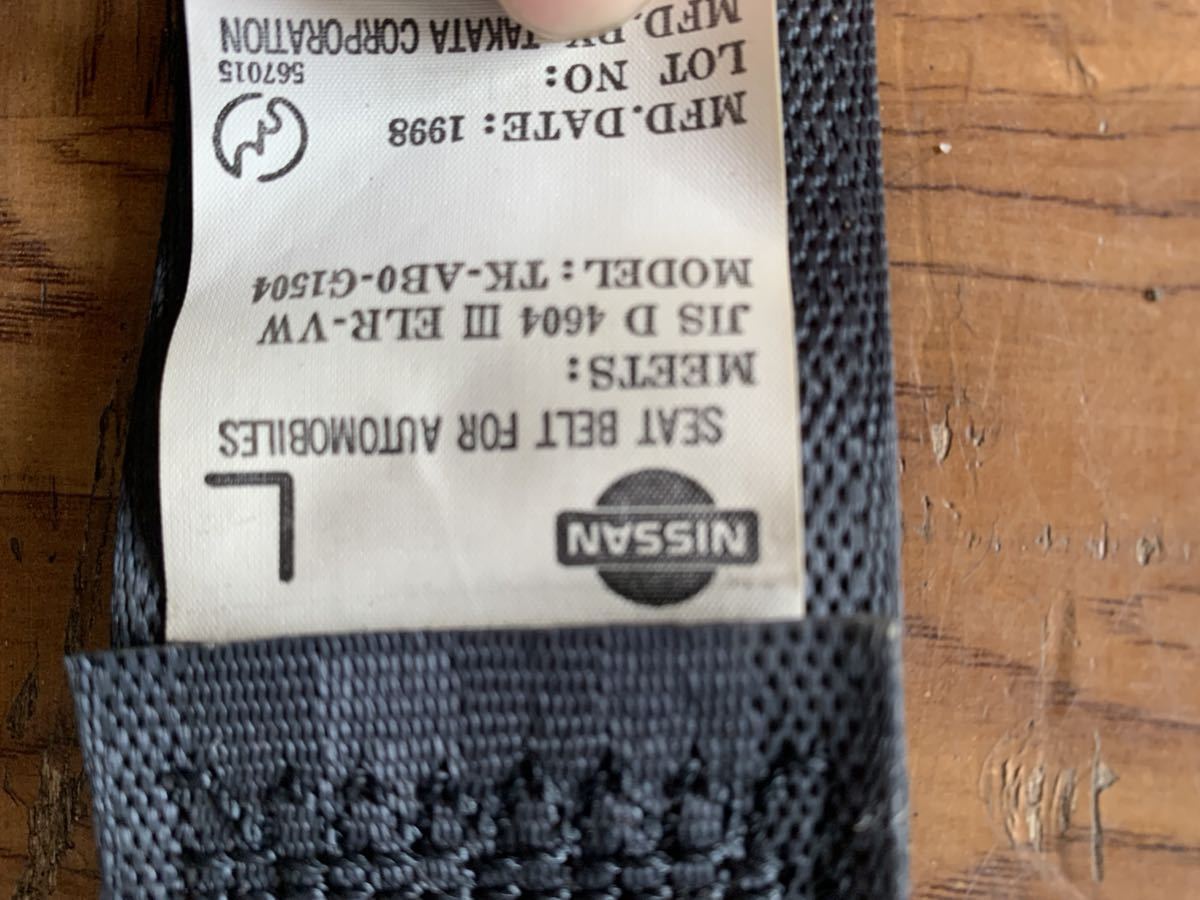 NISSAN
L
SEAT BELT FOR AUTOMOBILES
MEETS:
JIS D 4604 III ELR-VW
MODEL: TK-AB0-G1504
MFD.DATE: 1998
LOT NO:
567015
MFD.BY TAKATA CORPORATION